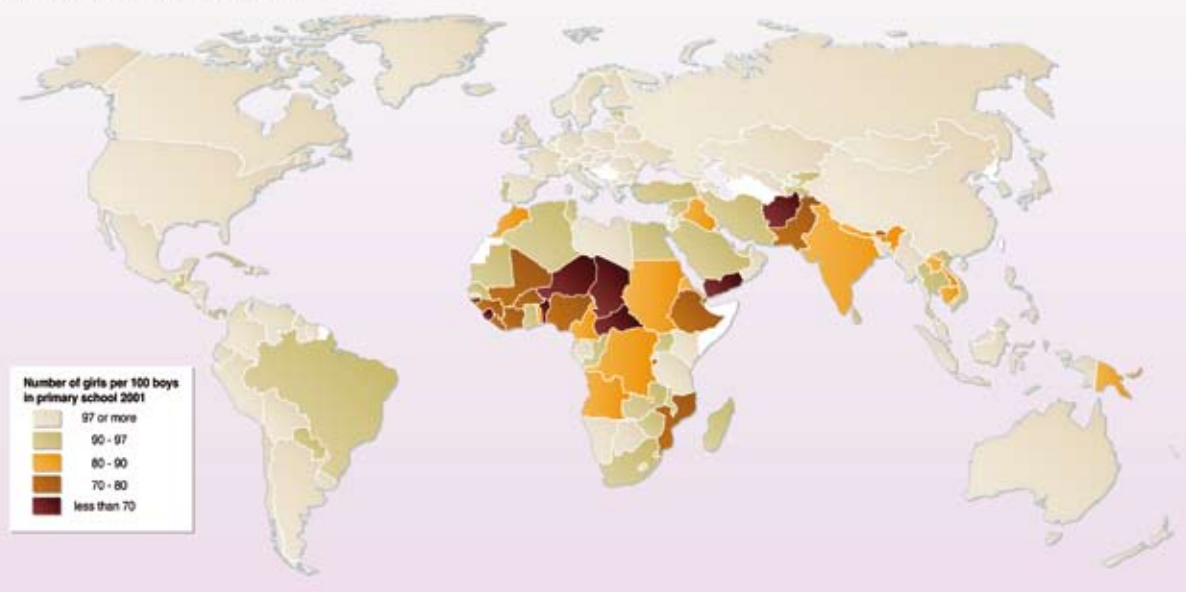 Number of girls per 100 boys
in primary school 2001
97 or more
90 - 97
80 - 90
70 - 80
less than 70